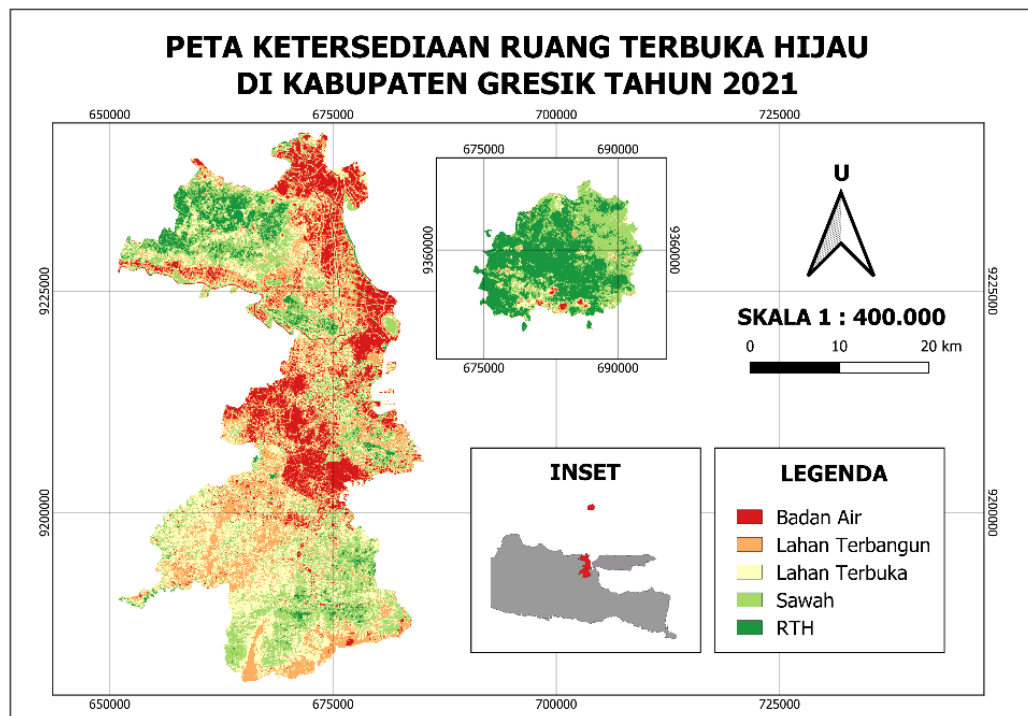 PETA KETERSEDIAAN RUANG TERBUKA HIJAU
DI KABUPATEN GRESIK TAHUN 2021
650000 675000 700000 725000
675000 690000
9360000 9360000
675000 690000
9225000 9225000
9200000 9200000
U
SKALA 1 : 400.000
0 10 20 km
INSET
LEGENDA
Badan Air
Lahan Terbangun
Lahan Terbuka
Sawah
RTH
650000 675000 700000 725000